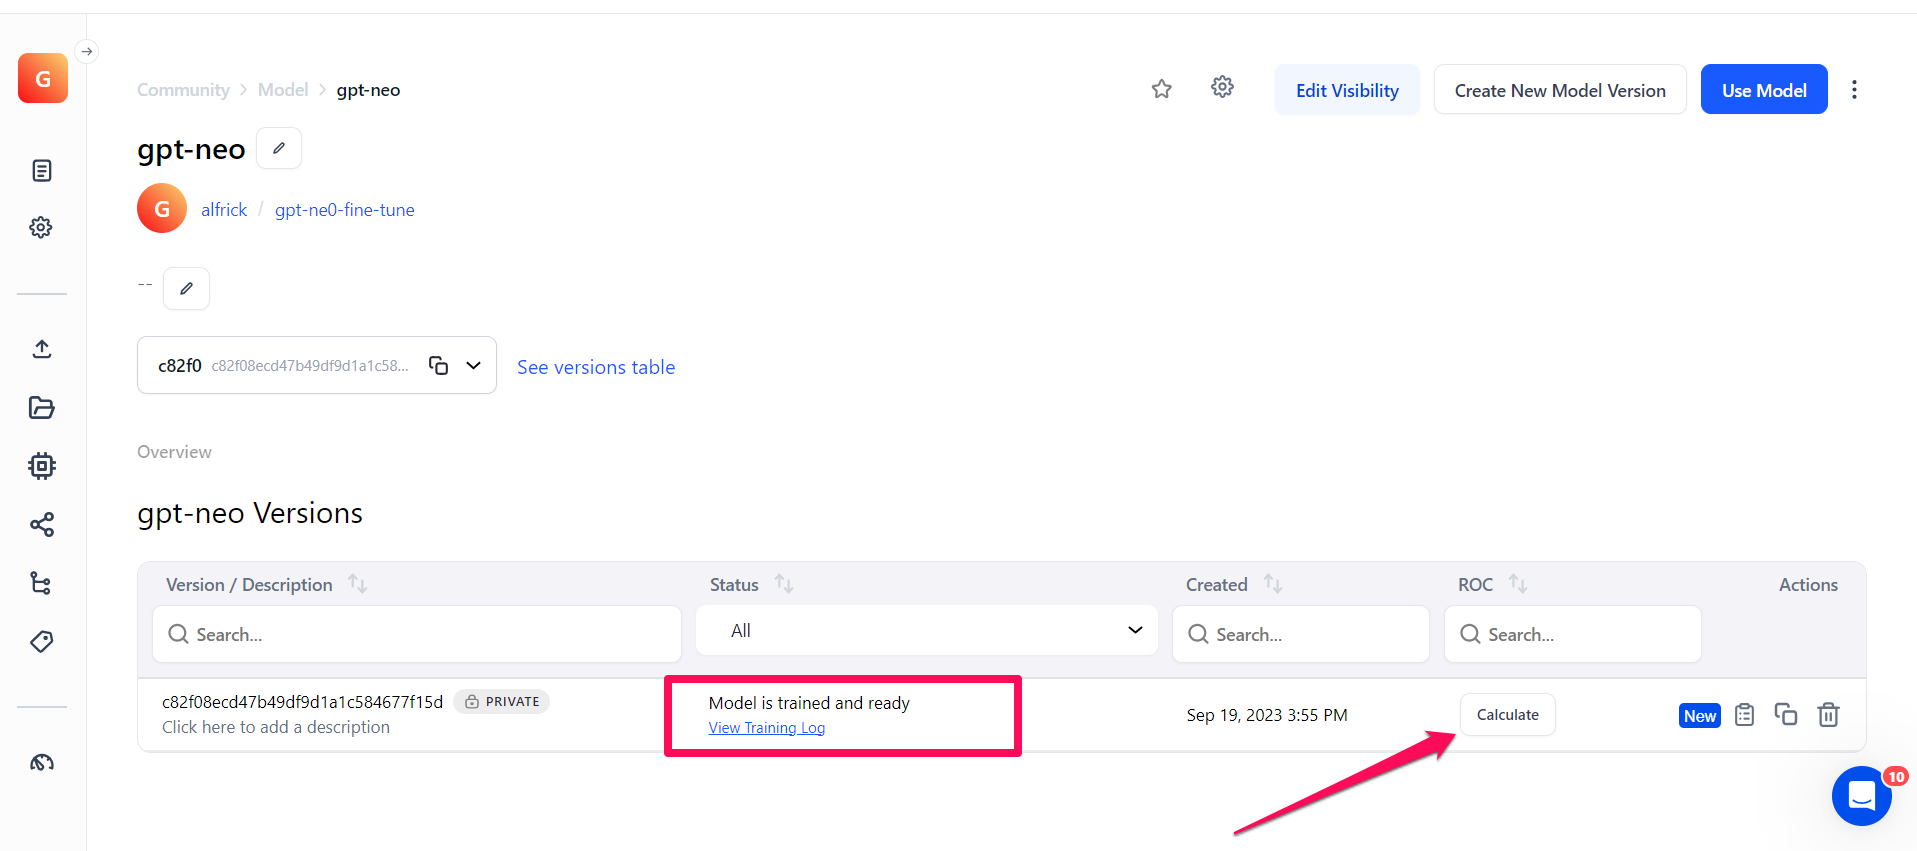 G
Community > Model > gpt-neo
Edit Visibility
Create New Model Version
Use Model
gpt-neo
G
alfrick / gpt-ne0-fine-tune
--
c82f0 c82f08ecd47b49df9d1a1c58...
See versions table
Overview
gpt-neo Versions
Version / Description
Status
Created
ROC
Actions
Search...
All
Search...
Search...
c82f08ecd47b49df9d1a1c584677f15d PRIVATE
Click here to add a description
Model is trained and ready
View Training Log
Sep 19, 2023 3:55 PM
Calculate
New
10